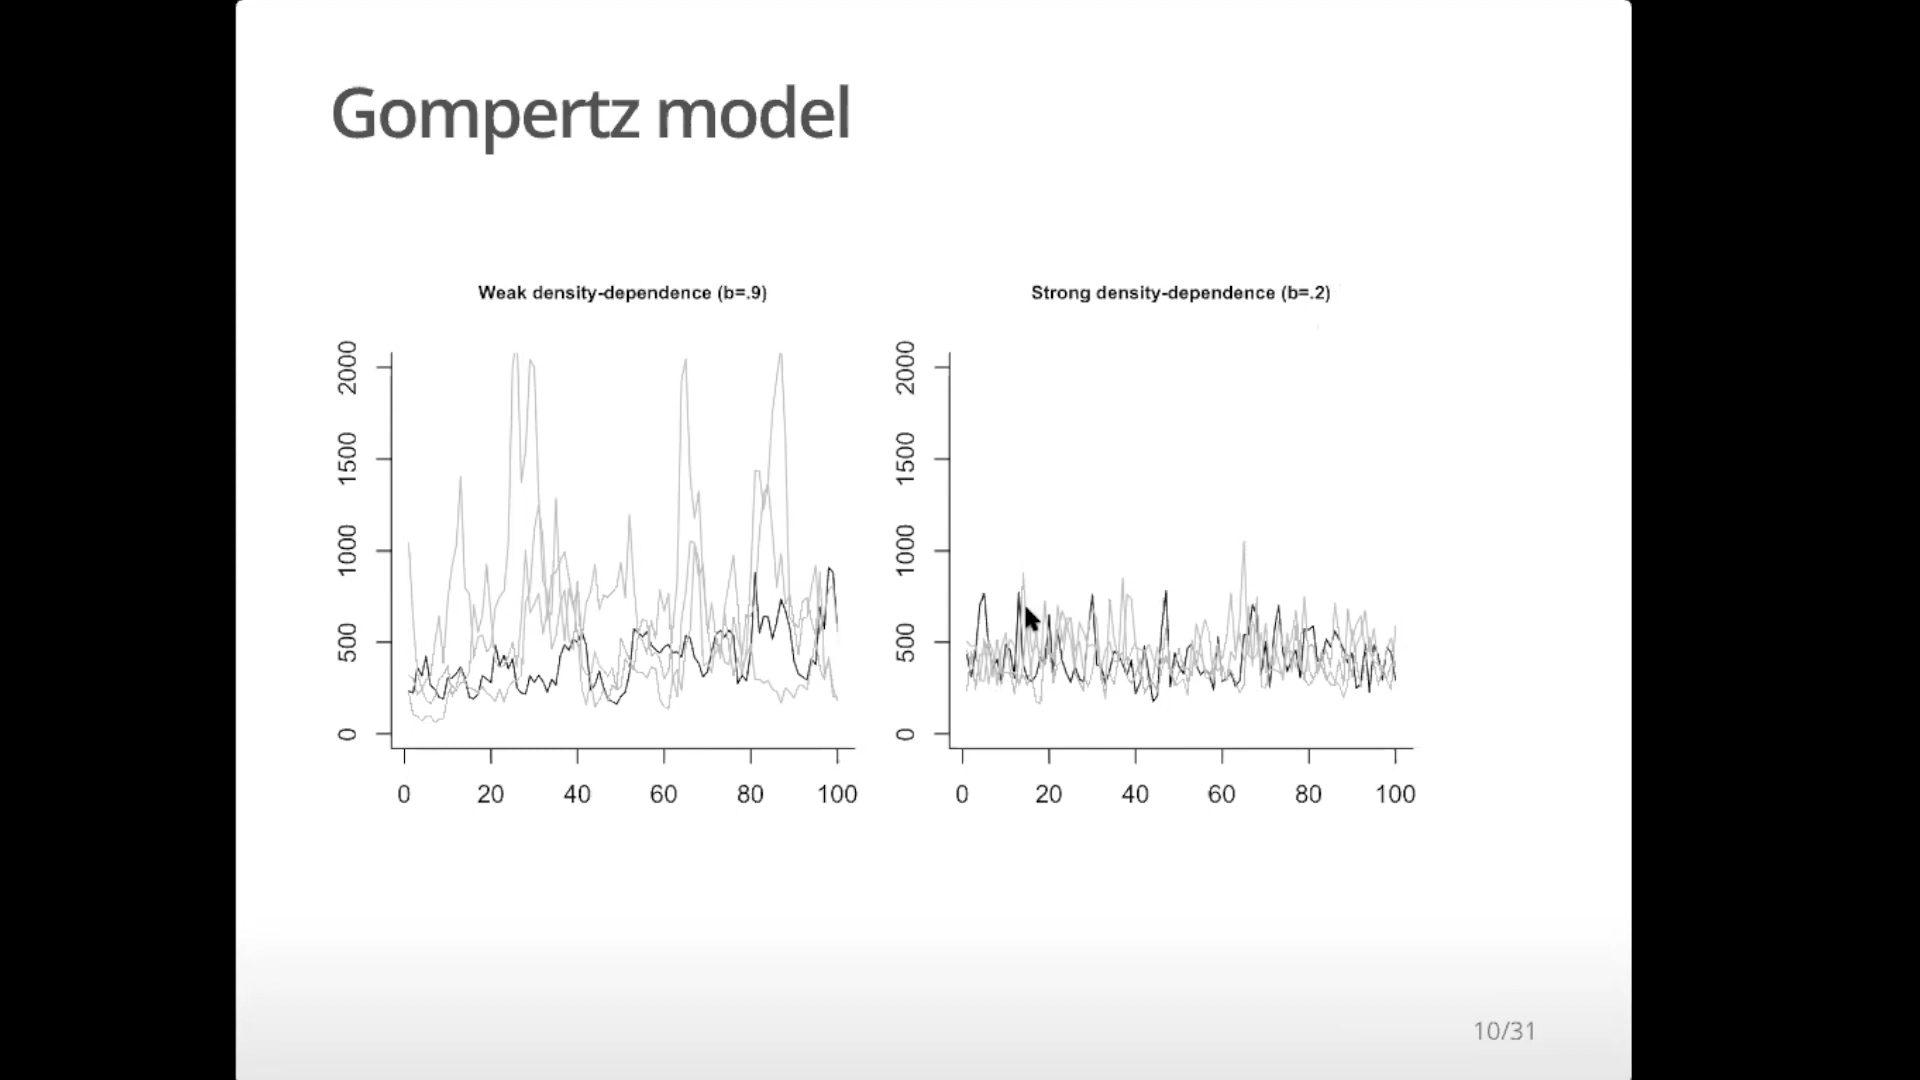 Gompertz model
Weak density-dependence (b=.9)
2000
1500
1000
500
0
0 20 40 60 80 100
Strong density-dependence (b=.2)
2000
1500
1000
500
0
0 20 40 60 80 100
10/31